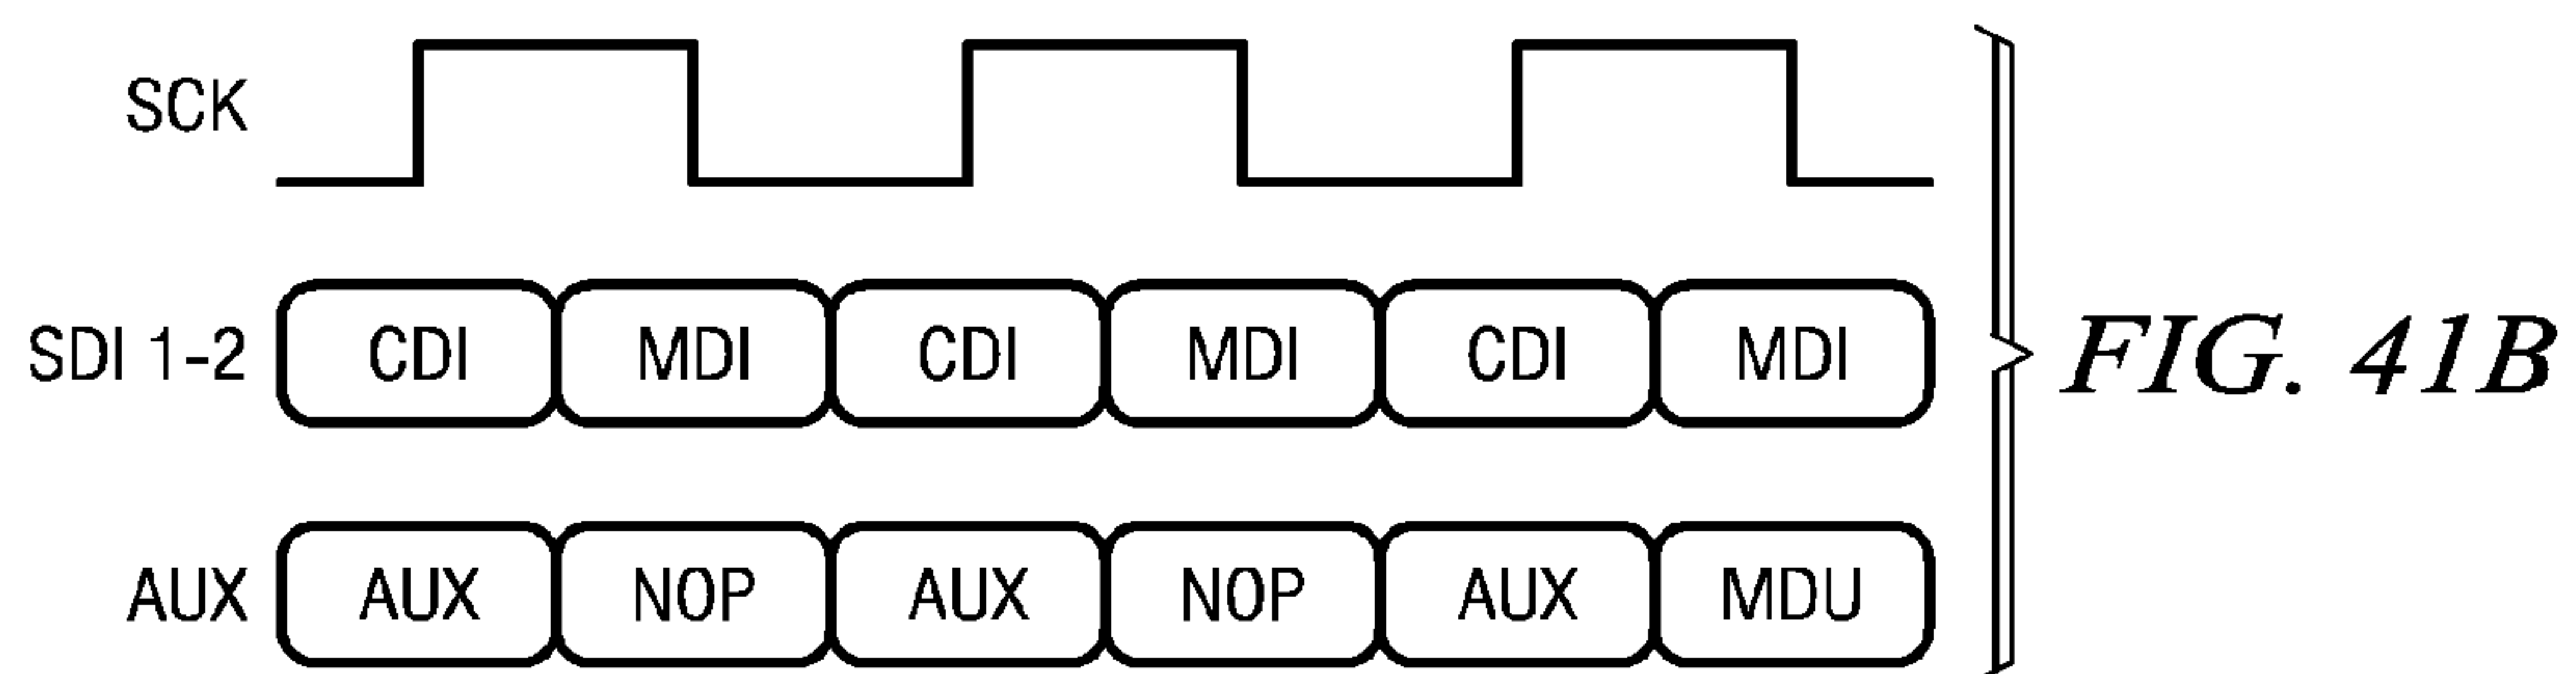 SCK
SDI 1-2 CDI MDI CDI MDI CDI MDI
AUX AUX NOP AUX NOP AUX MDU
FIG. 41B